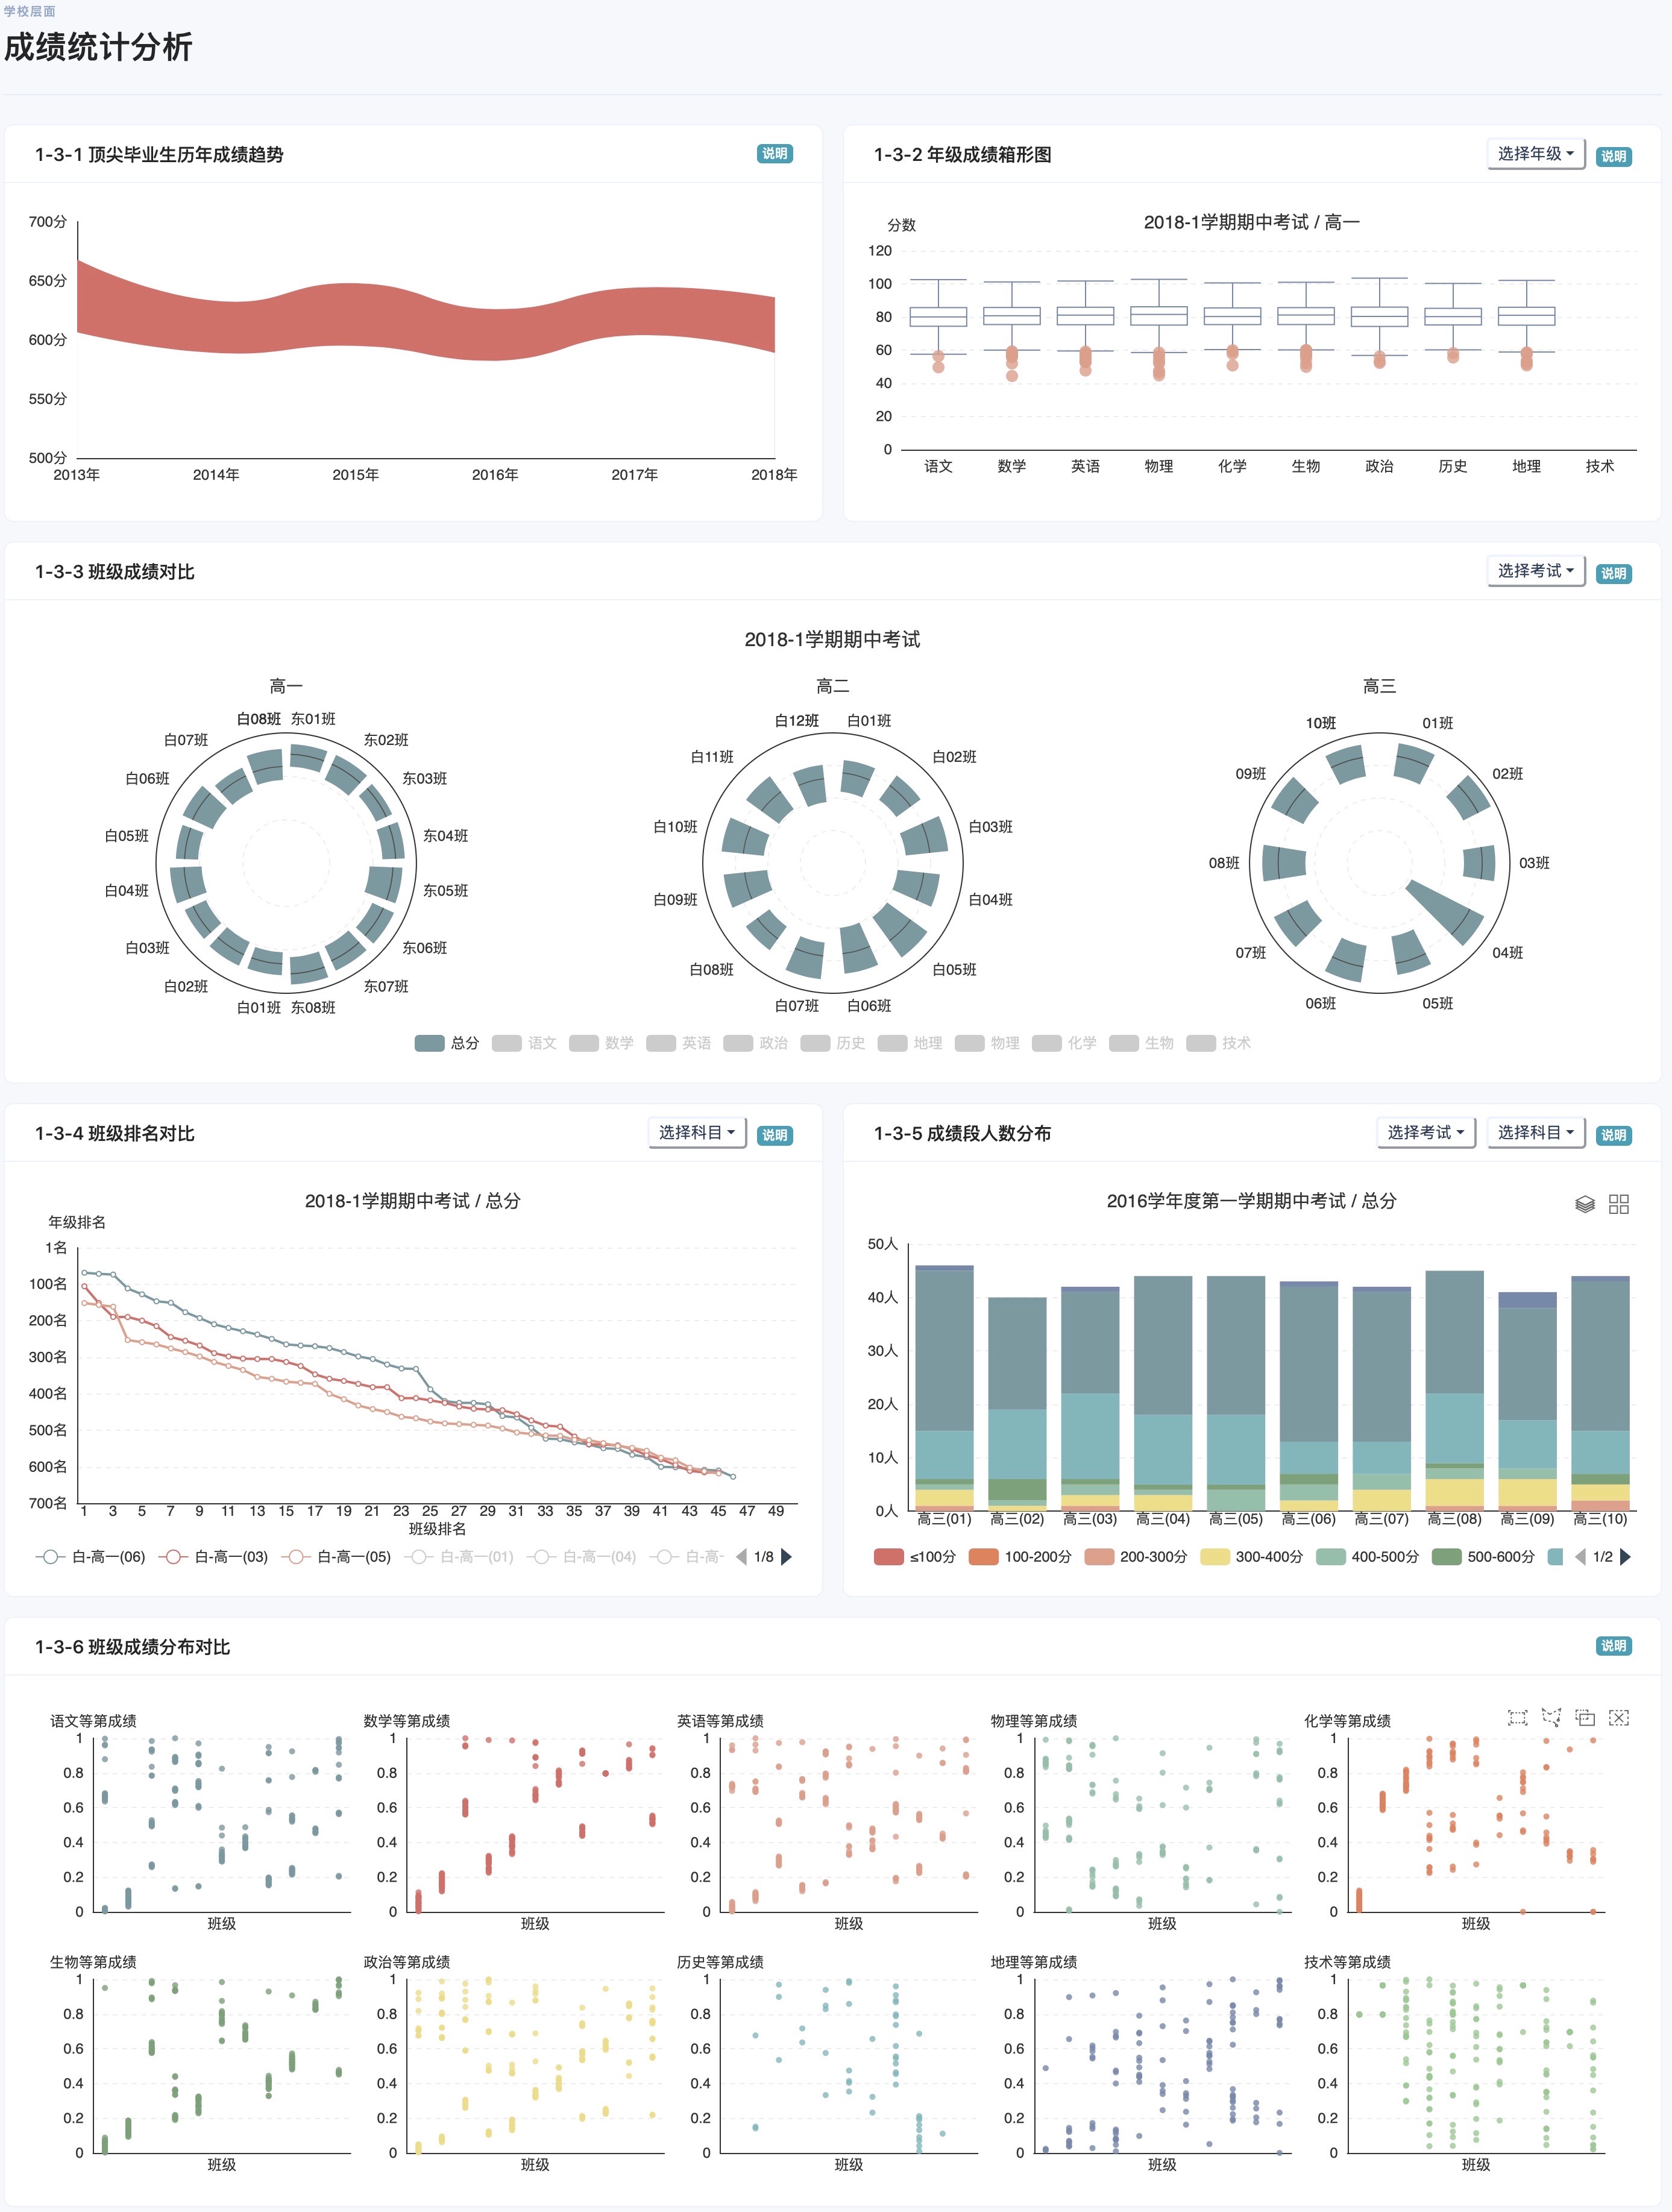 学校层面
成绩统计分析
1-3-1 顶尖毕业生历年成绩趋势
说明
700分
650分
600分
550分
500分
2013年 2014年 2015年 2016年 2017年 2018年
1-3-2 年级成绩箱形图
选择年级 说明
2018-1学期期中考试 / 高一
分数
120
100
80
60
40
20
0
语文 数学 英语 物理 化学 生物 政治 历史 地理 技术
1-3-3 班级成绩对比
选择考试 说明
2018-1学期期中考试
高一
白08班 东01班
白07班 东02班
白06班 东03班
白05班 东04班
白04班 东05班
白03班 东06班
白02班 东07班
白01班 东08班
高二
白12班 白01班
白11班 白02班
白10班 白03班
白09班 白04班
白08班 白05班
白07班 白06班
高三
10班 01班
09班 02班
08班 03班
07班 04班
06班 05班
总分 语文 数学 英语 政治 历史 地理 物理 化学 生物 技术
1-3-4 班级排名对比
选择科目 说明
2018-1学期期中考试 / 总分
年级排名
1名
100名
200名
300名
400名
500名
600名
700名
1 3 5 7 9 11 13 15 17 19 21 23 25 27 29 31 33 35 37 39 41 43 45 47 49
班级排名
白-高一(06) 白-高一(03) 白-高一(05) 白-高一(01) 白-高一(04) 白-高一 1/8
1-3-5 成绩段人数分布
选择考试 选择科目 说明
2016学年度第一学期期中考试 / 总分
50人
40人
30人
20人
10人
0人
高三(01) 高三(02) 高三(03) 高三(04) 高三(05) 高三(06) 高三(07) 高三(08) 高三(09) 高三(10)
≤100分 100-200分 200-300分 300-400分 400-500分 500-600分 1/2
1-3-6 班级成绩分布对比
说明
语文等第成绩
1
0.8
0.6
0.4
0.2
0
班级
数学等第成绩
1
0.8
0.6
0.4
0.2
0
班级
英语等第成绩
1
0.8
0.6
0.4
0.2
0
班级
物理等第成绩
1
0.8
0.6
0.4
0.2
0
班级
化学等第成绩
1
0.8
0.6
0.4
0.2
0
班级
生物等第成绩
1
0.8
0.6
0.4
0.2
0
班级
政治等第成绩
1
0.8
0.6
0.4
0.2
0
班级
历史等第成绩
1
0.8
0.6
0.4
0.2
0
班级
地理等第成绩
1
0.8
0.6
0.4
0.2
0
班级
技术等第成绩
1
0.8
0.6
0.4
0.2
0
班级